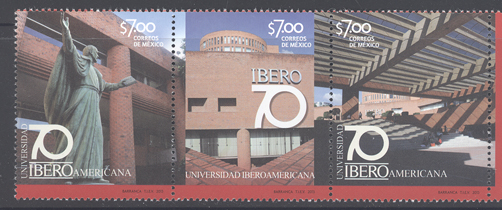 $7.00
CORREOS
DE MÉXICO
70
UNIVERSIDAD
IBEROAMERICANA
$7.00
CORREOS
DE MÉXICO
IBERO
70
UNIVERSIDAD IBEROAMERICANA
$7.00
CORREOS
DE MÉXICO
70
UNIVERSIDAD
IBEROAMERICANA